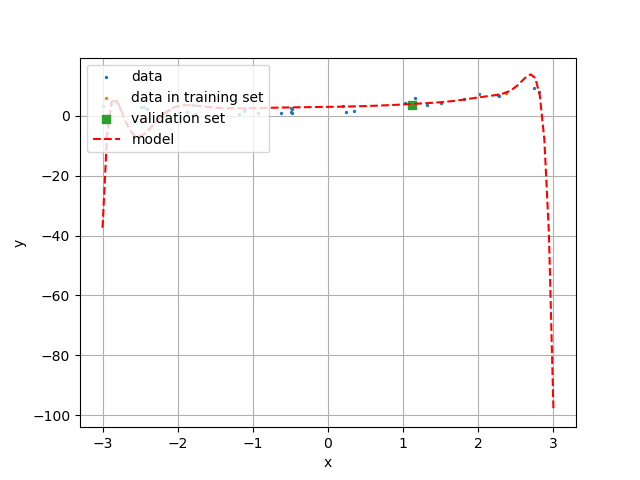 data
data in training set
validation set
model
0
−20
−40
−60
−80
−100
y
−3
−2
−1
0
1
2
3
x